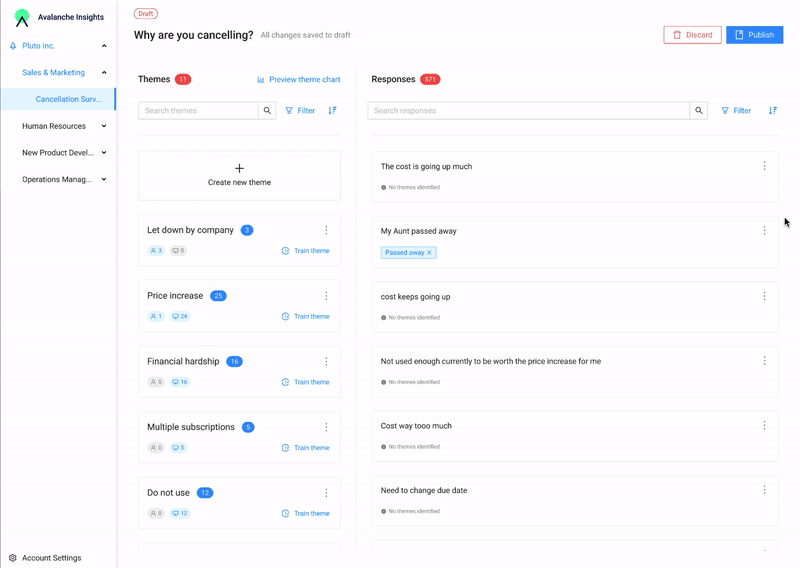 Avalanche Insights
Pluto Inc.
Sales & Marketing
Cancellation Surv...
Human Resources
New Product Devel...
Operations Manag...
Account Settings
Draft
Why are you cancelling? All changes saved to draft
Discard
Publish
Themes 11
Preview theme chart
Search themes
Filter
Create new theme
Let down by company 3
3 0 Train theme
Price increase 25
1 24 Train theme
Financial hardship 16
0 16 Train theme
Multiple subscriptions 5
0 5 Train theme
Do not use 12
0 12 Train theme
Responses 571
Search responses
Filter
The cost is going up much
No themes identified
My Aunt passed away
Passed away ×
cost keeps going up
No themes identified
Not used enough currently to be worth the price increase for me
No themes identified
Cost way tooo much
No themes identified
Need to change due date
No themes identified